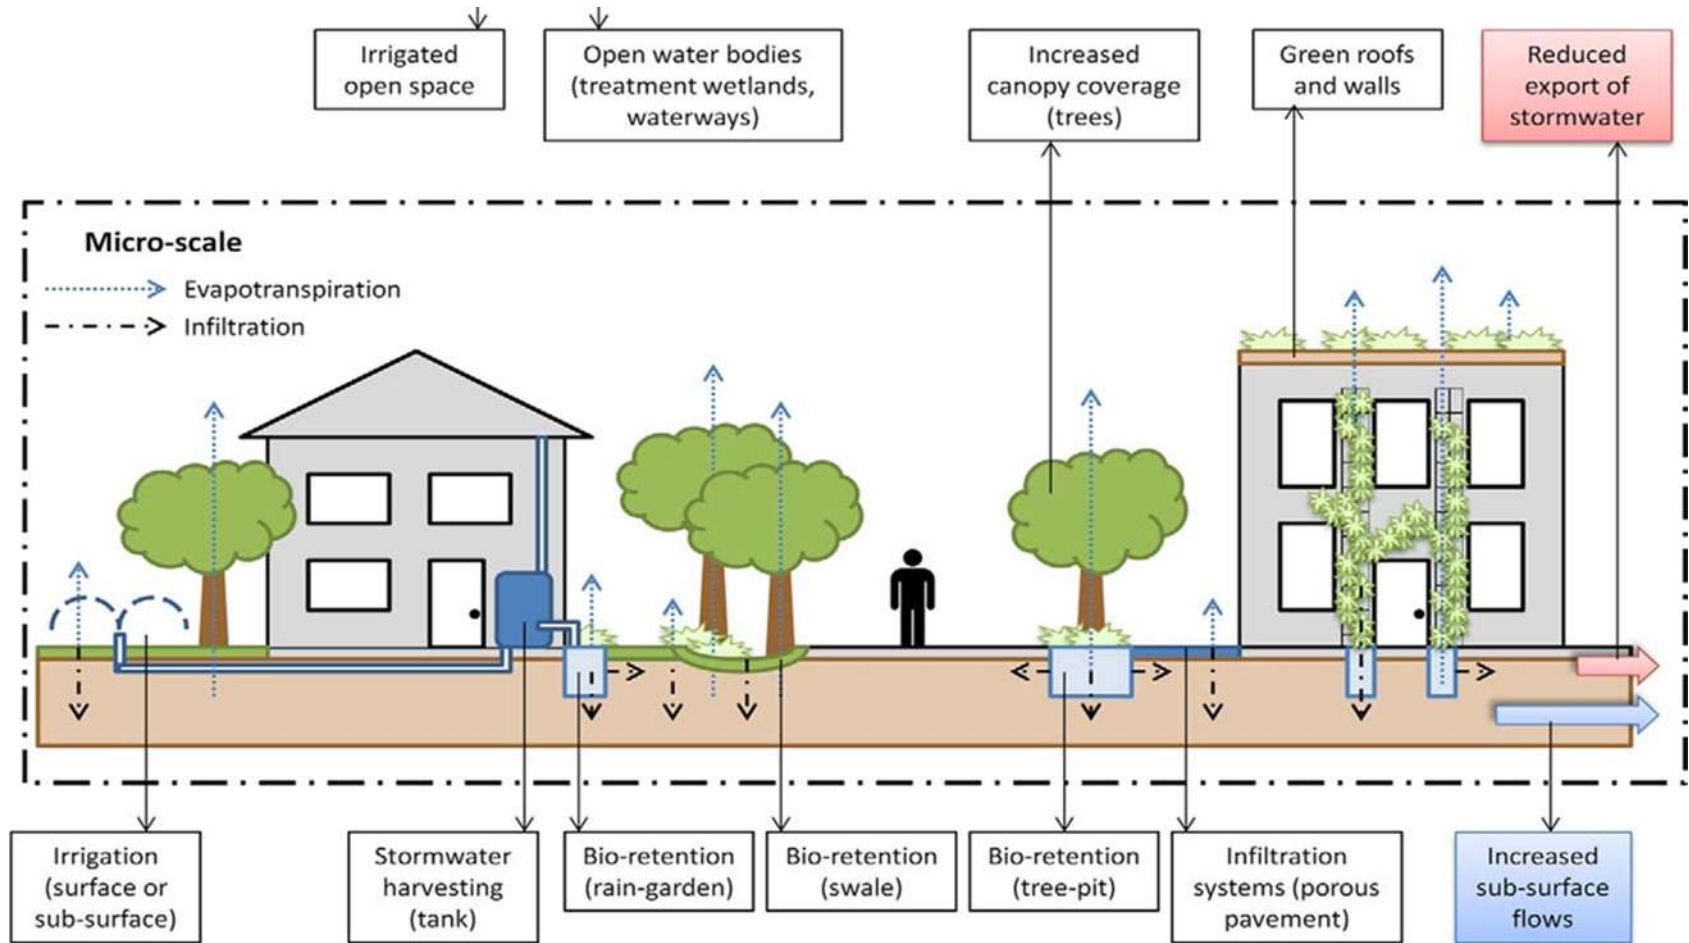 Irrigated
open space
Open water bodies
(treatment wetlands,
waterways)
Increased
canopy coverage
(trees)
Green roofs
and walls
Reduced
export of
stormwater
Micro-scale
Evapotranspiration
Infiltration
Irrigation
(surface or
sub-surface)
Stormwater
harvesting
(tank)
Bio-retention
(rain-garden)
Bio-retention
(swale)
Bio-retention
(tree-pit)
Infiltration
systems (porous
pavement)
Increased
sub-surface
flows